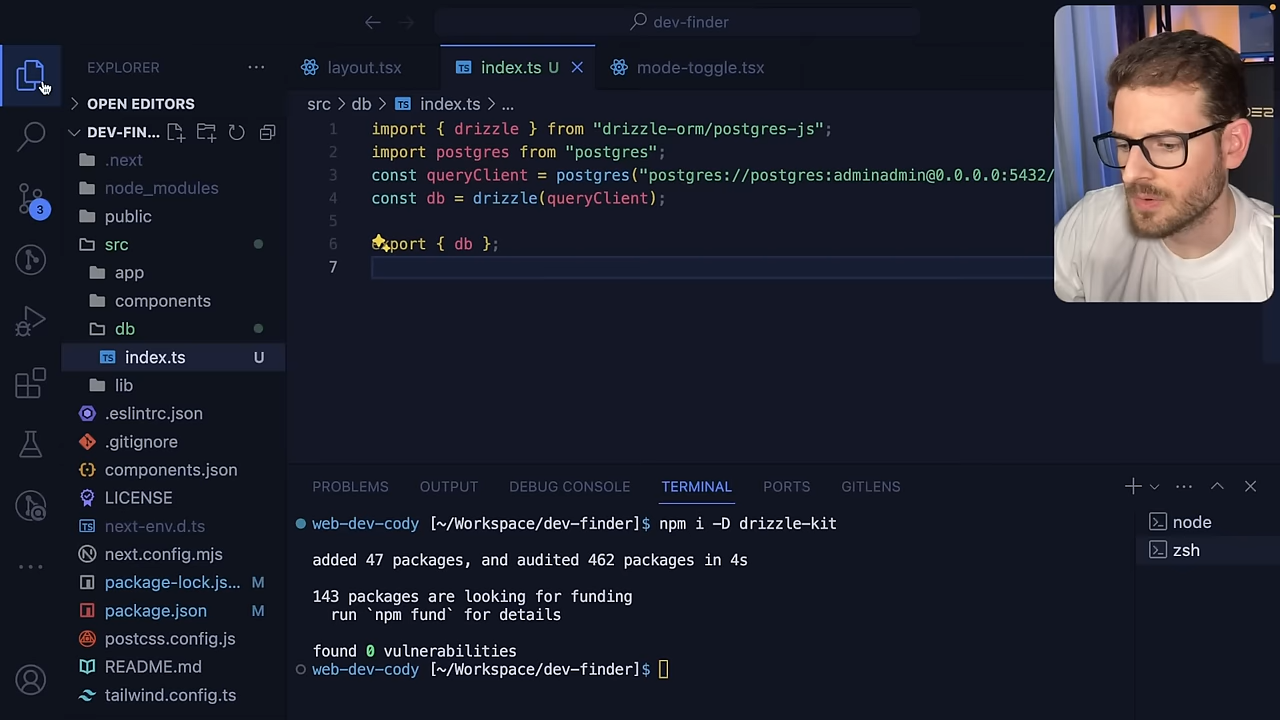 dev-finder
EXPLORER
layout.tsx
index.ts U
mode-toggle.tsx
OPEN EDITORS
DEV-FIN...
.next
node_modules
public
src
app
components
db
index.ts U
lib
.eslintrc.json
.gitignore
components.json
LICENSE
next-env.d.ts
next.config.mjs
package-lock.js... M
package.json M
postcss.config.js
README.md
tailwind.config.ts
3
src > db > TS index.ts > ...
1 import { drizzle } from "drizzle-orm/postgres-js";
2 import postgres from "postgres";
3 const queryClient = postgres("postgres://postgres:adminadmin@0.0.0.0:5432/
4 const db = drizzle(queryClient);
5
6 export { db };
7
PROBLEMS OUTPUT DEBUG CONSOLE TERMINAL PORTS GITLENS
web-dev-cody [~/Workspace/dev-finder]$ npm i -D drizzle-kit
added 47 packages, and audited 462 packages in 4s
143 packages are looking for funding
run `npm fund` for details
found 0 vulnerabilities
web-dev-cody [~/Workspace/dev-finder]$
node
zsh